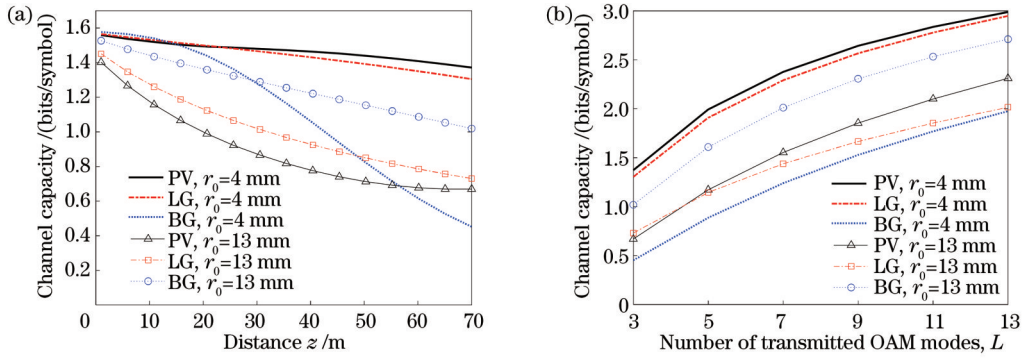 (a)
Channel capacity /(bits/symbol)
1.6
1.4
1.2
1.0
0.8
0.6
0.4
0.2
PV, r₀=4 mm
LG, r₀=4 mm
BG, r₀=4 mm
PV, r₀=13 mm
LG, r₀=13 mm
BG, r₀=13 mm
0 10 20 30 40 50 60 70
Distance z /m
(b)
Channel capacity /(bits/symbol)
3.0
2.5
2.0
1.5
1.0
0.5
0
PV, r₀=4 mm
LG, r₀=4 mm
BG, r₀=4 mm
PV, r₀=13 mm
LG, r₀=13 mm
BG, r₀=13 mm
3 5 7 9 11 13
Number of transmitted OAM modes, L